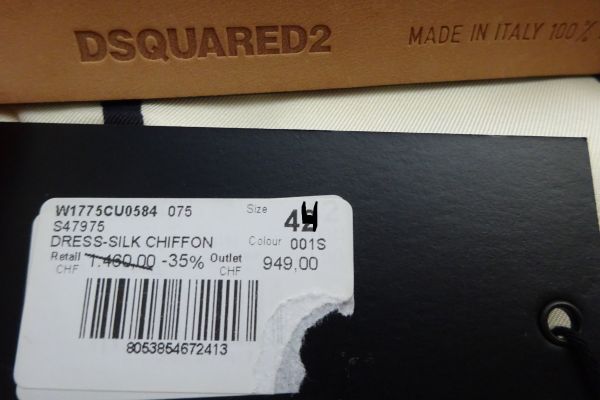 DSQUARED2
MADE IN ITALY 100%
W1775CU0584 075
Size
S47975
DRESS-SILK CHIFFON
Colour 001S
Retail CHF 1.460,00 -35% Outlet CHF 949,00
8053854672413